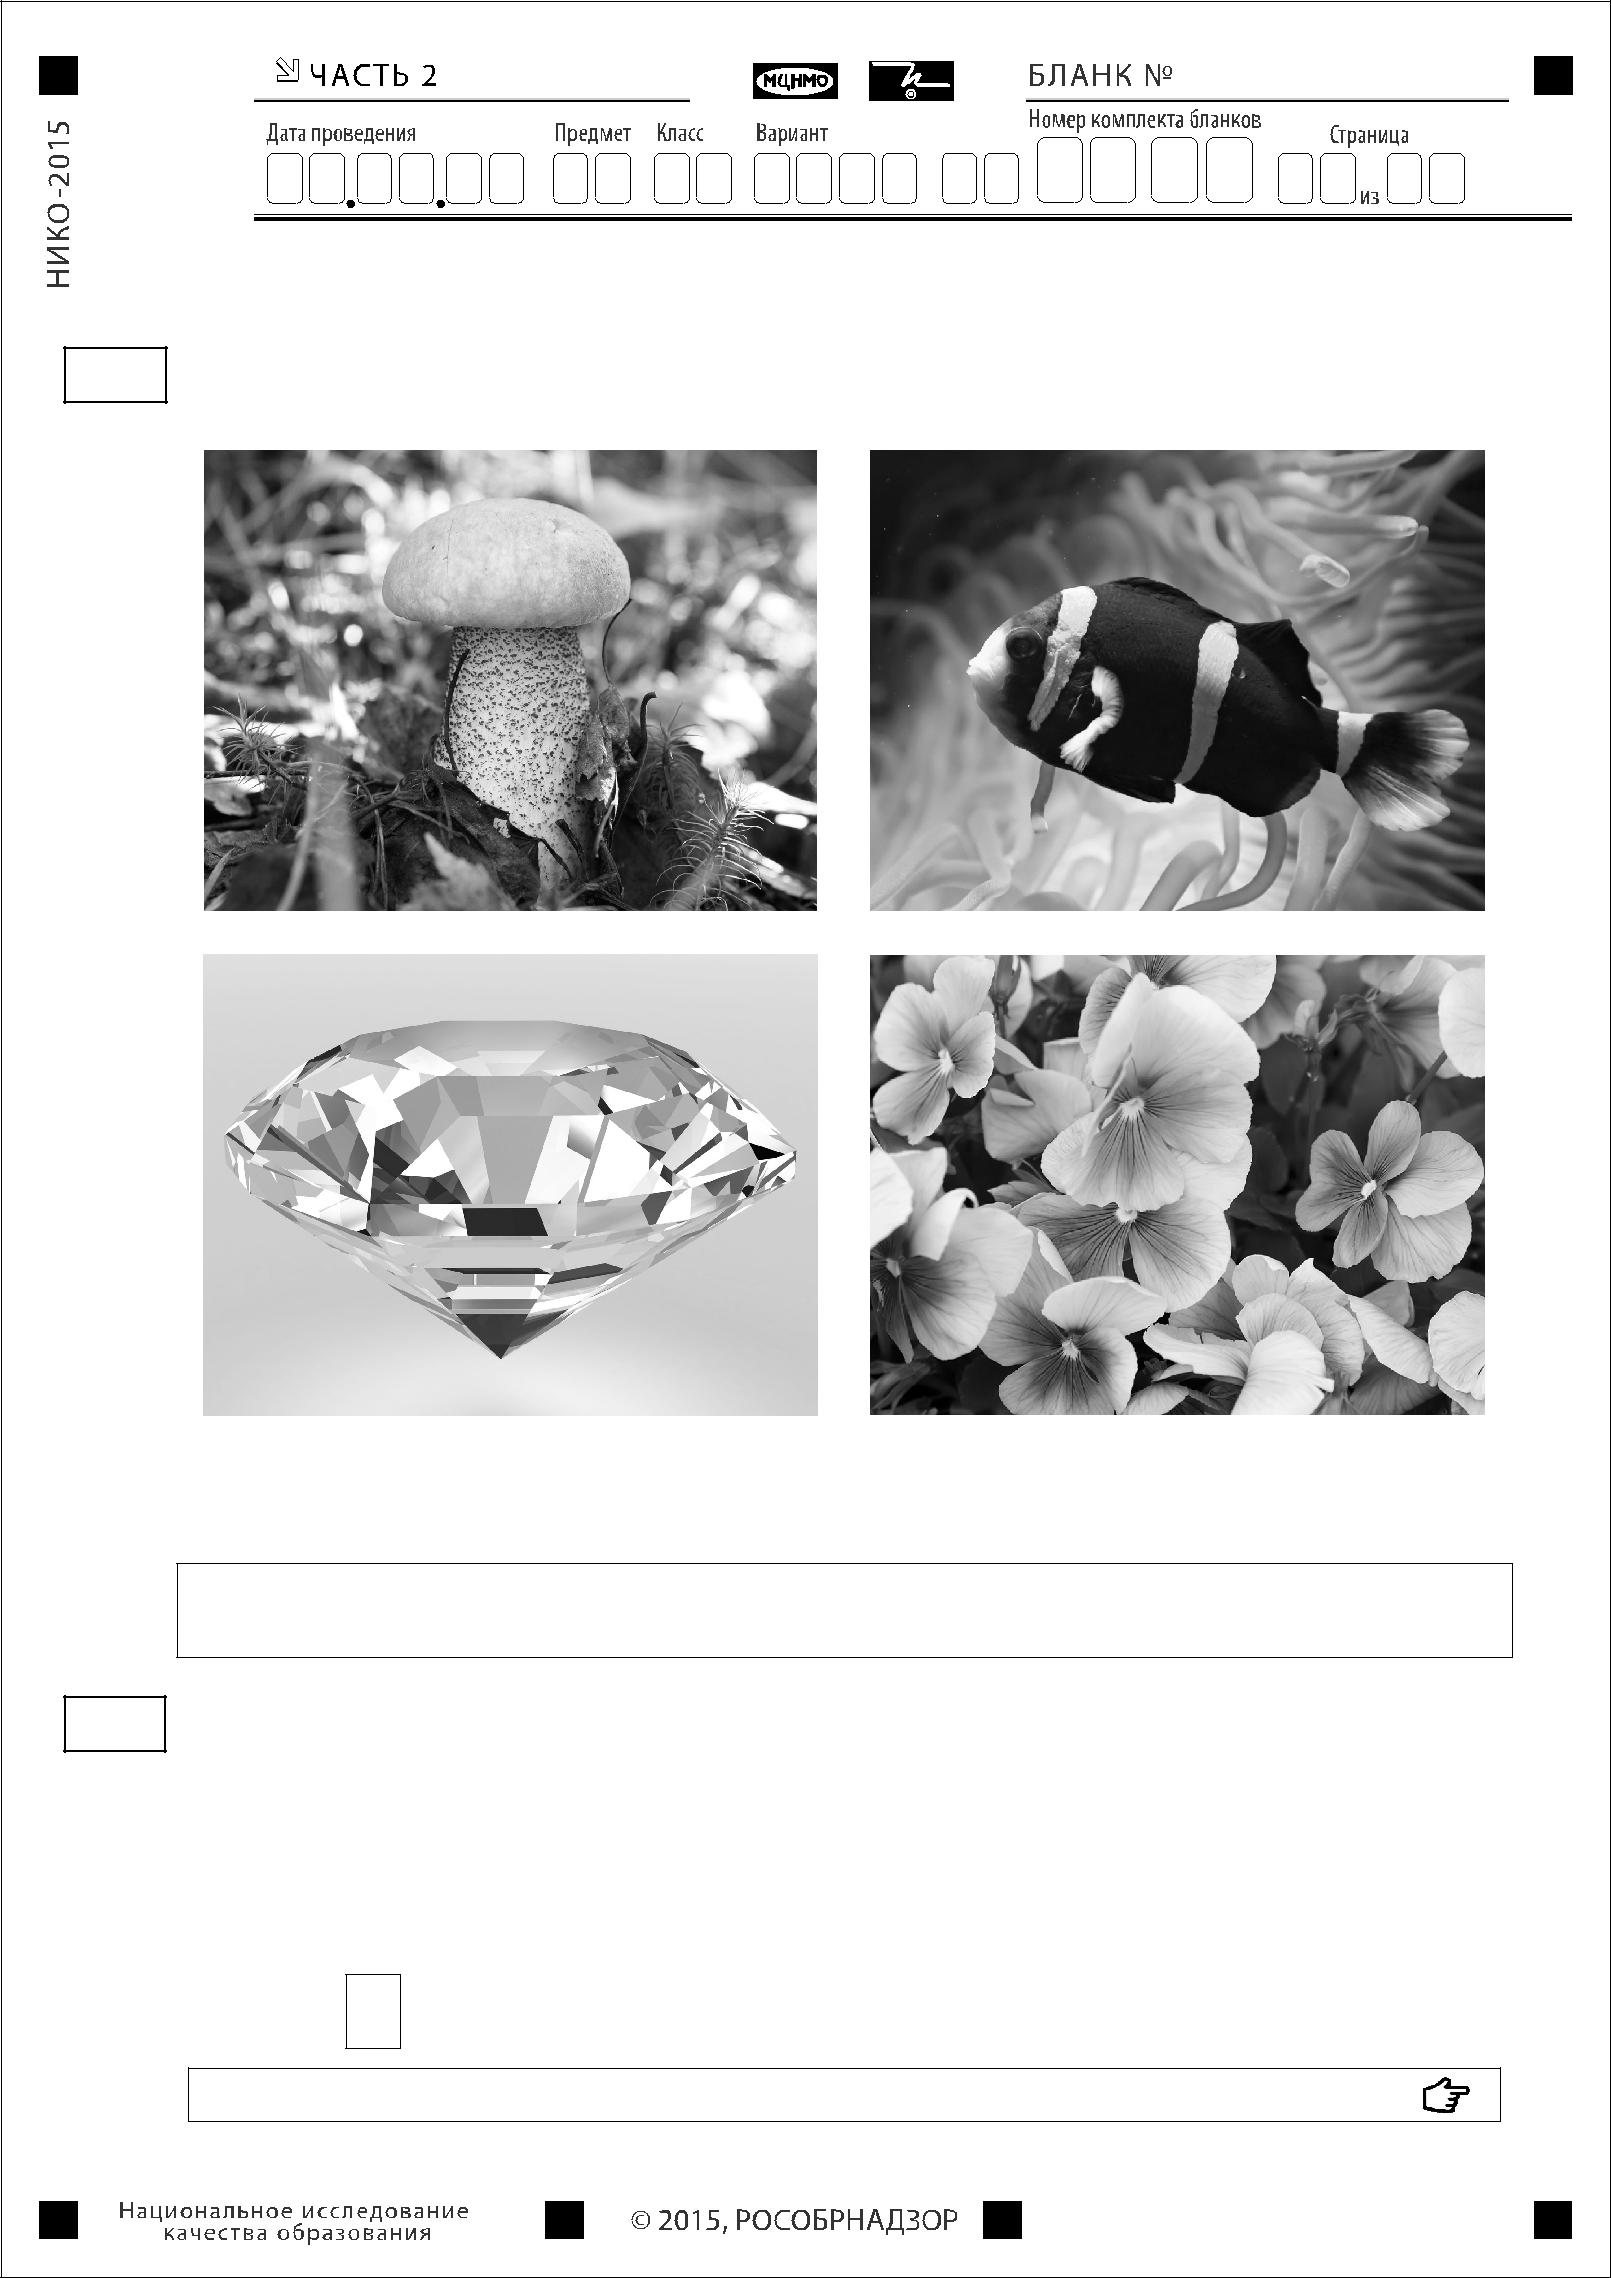 ЧАСТЬ 2
МЦНМО
БЛАНК №
Дата проведения
Предмет
Класс
Вариант
Номер комплекта бланков
Страница
из
НИКО-2015
Национальное исследование
качества образования
© 2015, РОСОБРНАДЗОР